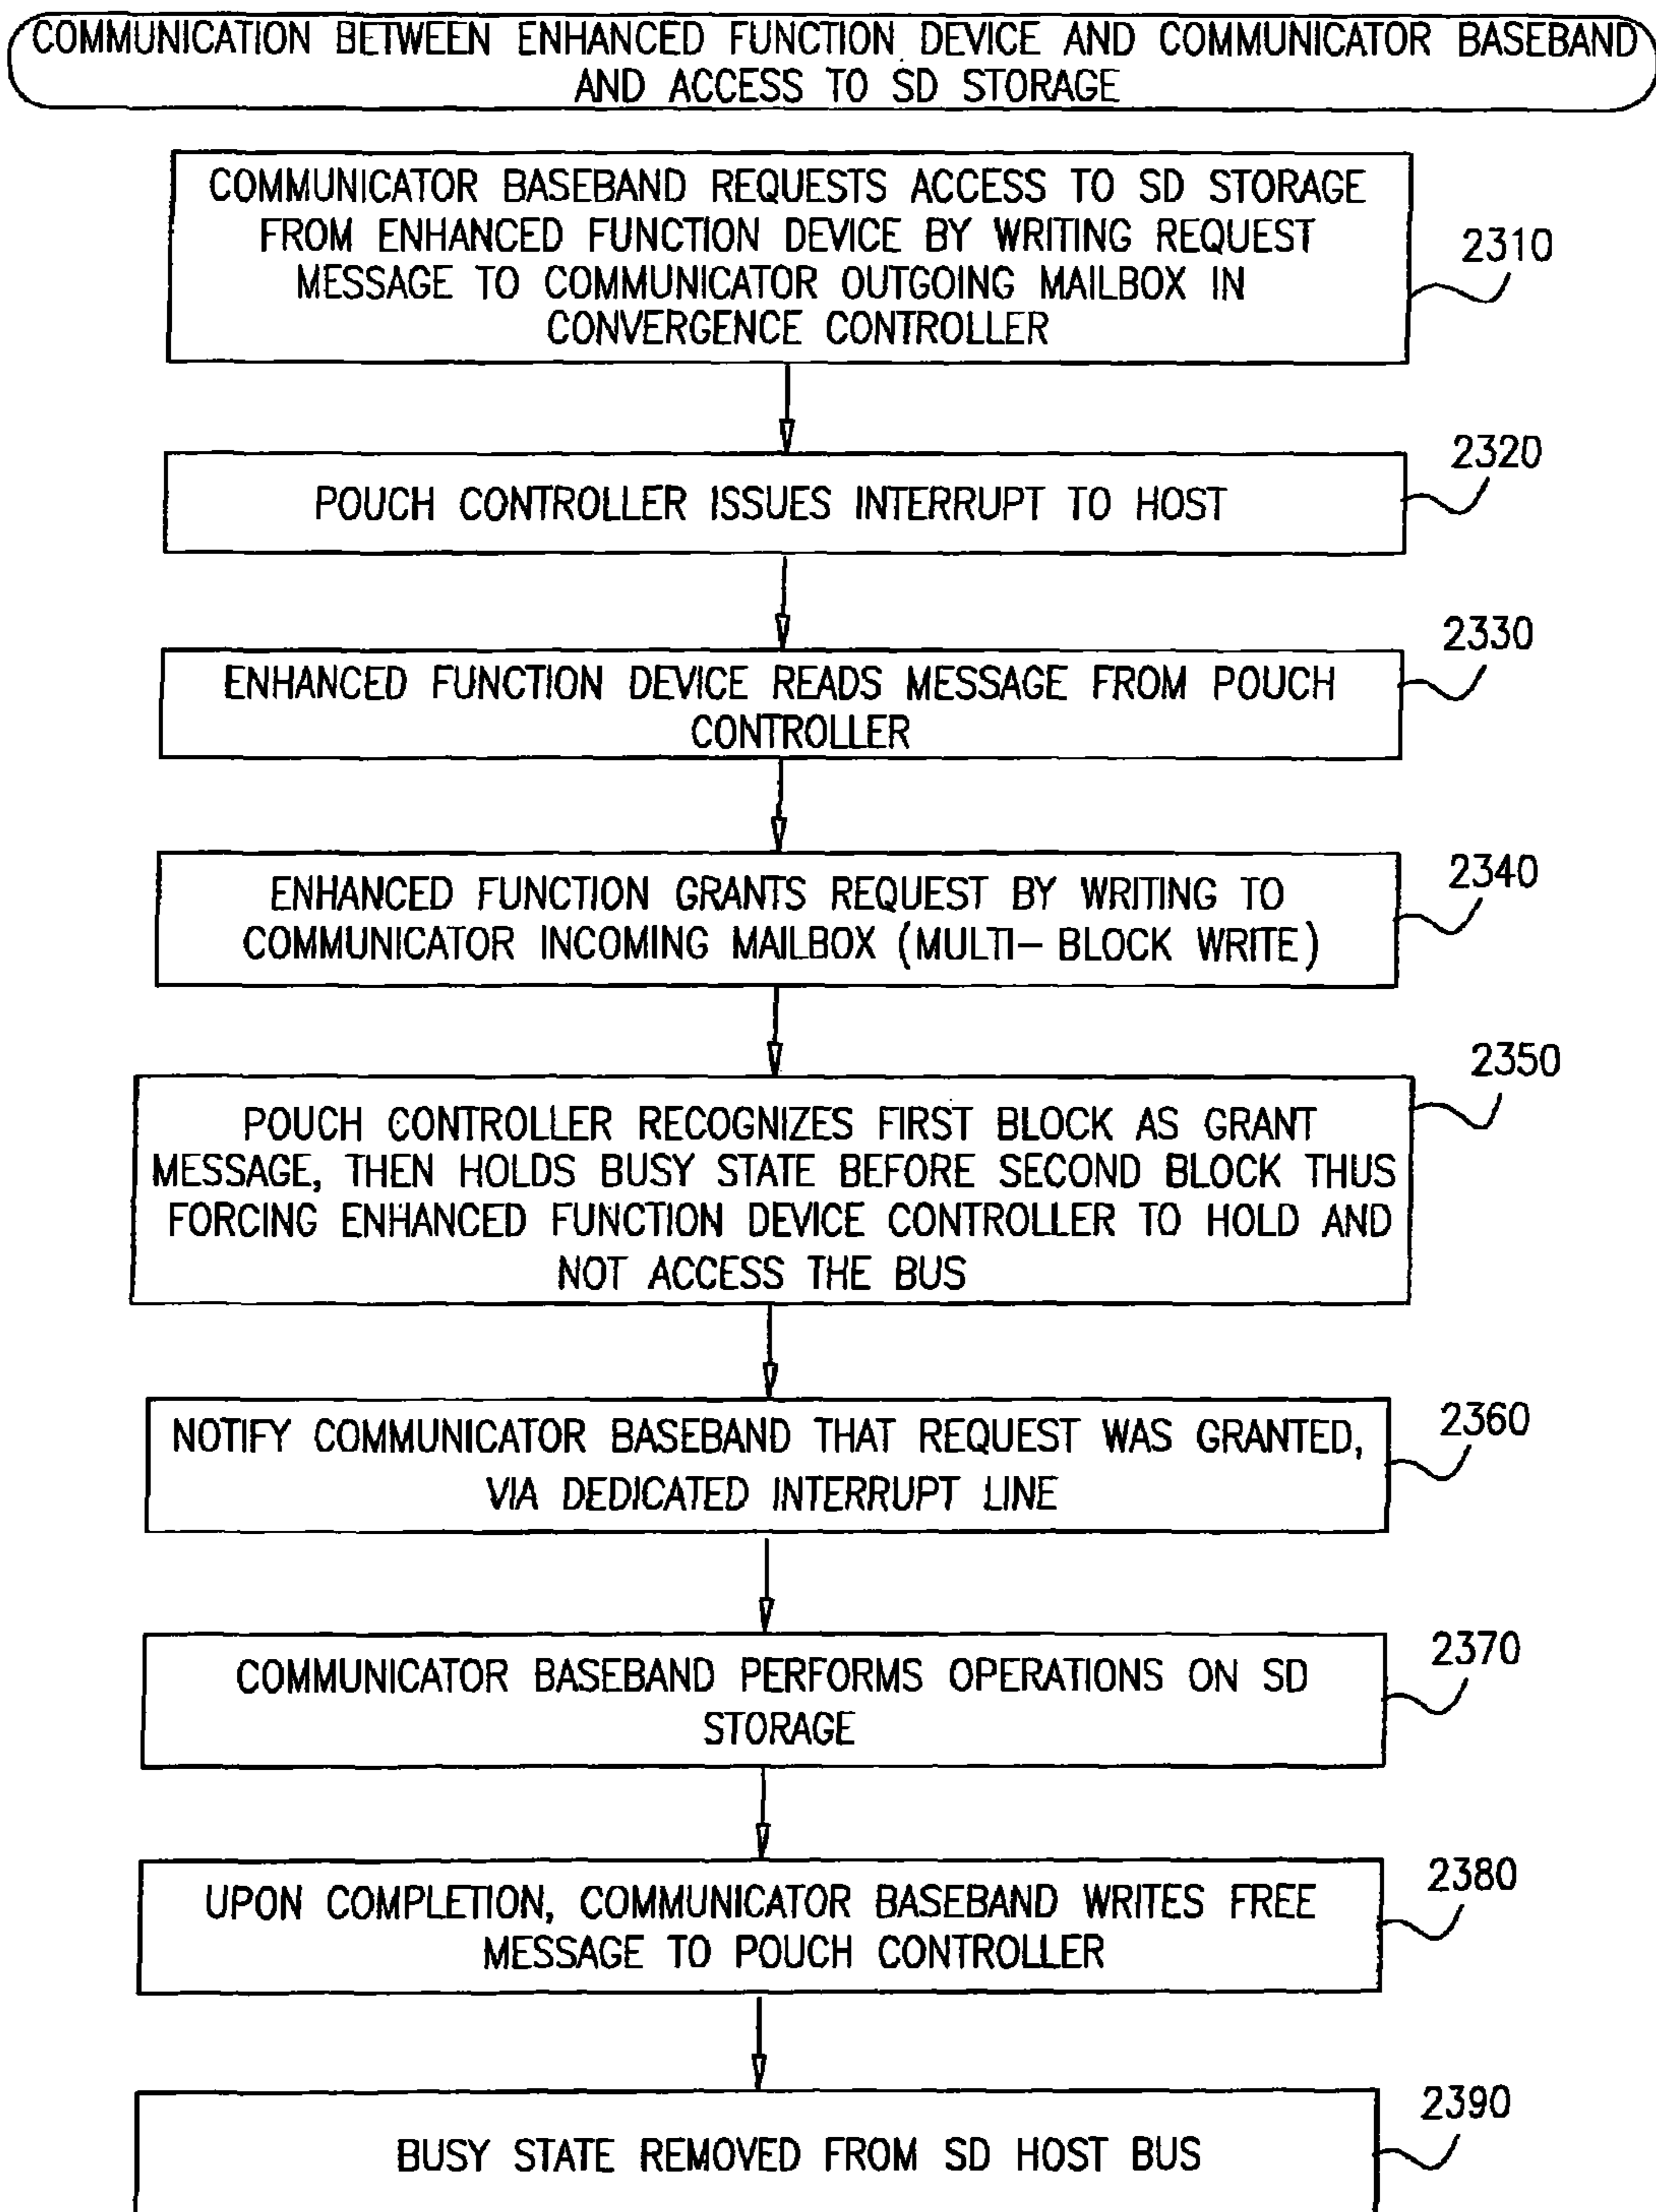 COMMUNICATION BETWEEN ENHANCED FUNCTION DEVICE AND COMMUNICATOR BASEBAND
AND ACCESS TO SD STORAGE
COMMUNICATOR BASEBAND REQUESTS ACCESS TO SD STORAGE
FROM ENHANCED FUNCTION DEVICE BY WRITING REQUEST
MESSAGE TO COMMUNICATOR OUTGOING MAILBOX IN
CONVERGENCE CONTROLLER
2310
POUCH CONTROLLER ISSUES INTERRUPT TO HOST
2320
ENHANCED FUNCTION DEVICE READS MESSAGE FROM POUCH
CONTROLLER
2330
ENHANCED FUNCTION GRANTS REQUEST BY WRITING TO
COMMUNICATOR INCOMING MAILBOX (MULTI-BLOCK WRITE)
2340
POUCH CONTROLLER RECOGNIZES FIRST BLOCK AS GRANT
MESSAGE, THEN HOLDS BUSY STATE BEFORE SECOND BLOCK THUS
FORCING ENHANCED FUNCTION DEVICE CONTROLLER TO HOLD AND
NOT ACCESS THE BUS
2350
NOTIFY COMMUNICATOR BASEBAND THAT REQUEST WAS GRANTED,
VIA DEDICATED INTERRUPT LINE
2360
COMMUNICATOR BASEBAND PERFORMS OPERATIONS ON SD
STORAGE
2370
UPON COMPLETION, COMMUNICATOR BASEBAND WRITES FREE
MESSAGE TO POUCH CONTROLLER
2380
BUSY STATE REMOVED FROM SD HOST BUS
2390